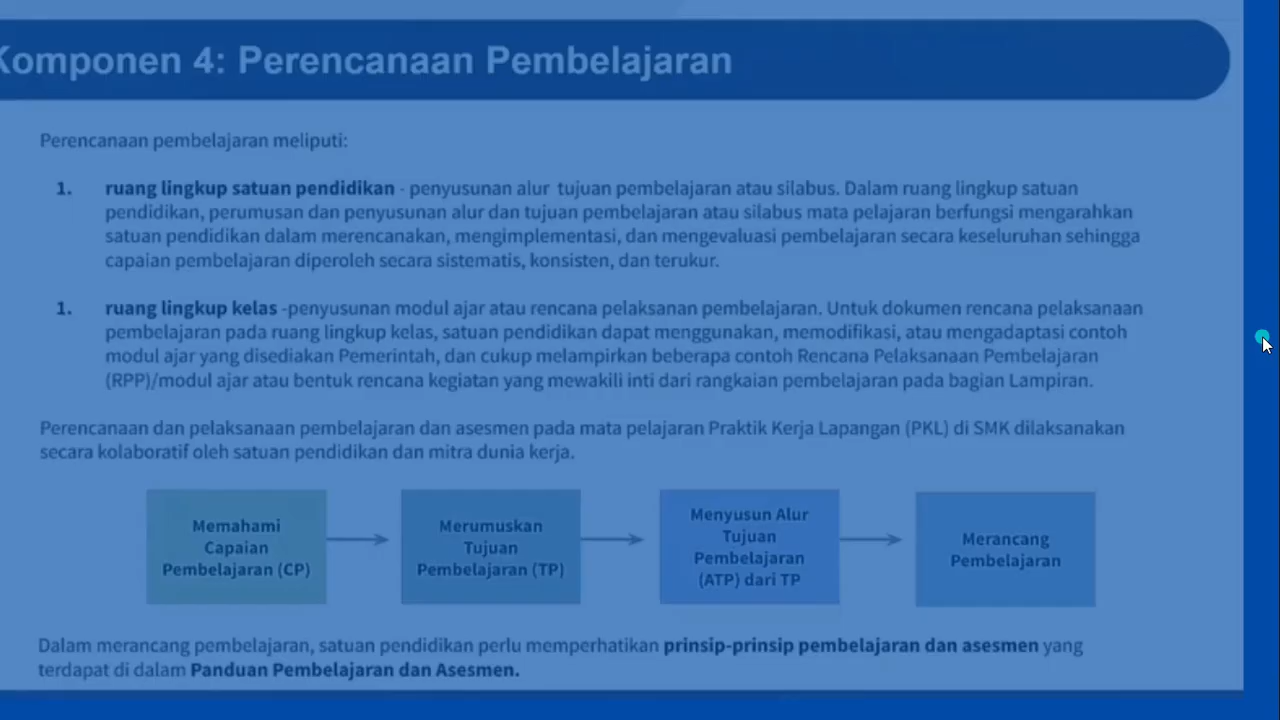 Komponen 4: Perencanaan Pembelajaran
Perencanaan pembelajaran meliputi:
1. ruang lingkup satuan pendidikan - penyusunan alur tujuan pembelajaran atau silabus. Dalam ruang lingkup satuan
pendidikan, perumusan dan penyusunan alur dan tujuan pembelajaran atau silabus mata pelajaran berfungsi mengarahkan
satuan pendidikan dalam merencanakan, mengimplementasi, dan mengevaluasi pembelajaran secara keseluruhan sehingga
capaian pembelajaran diperoleh secara sistematis, konsisten, dan terukur.
1. ruang lingkup kelas -penyusunan modul ajar atau rencana pelaksanan pembelajaran. Untuk dokumen rencana pelaksanaan
pembelajaran pada ruang lingkup kelas, satuan pendidikan dapat menggunakan, memodifikasi, atau mengadaptasi contoh
modul ajar yang disediakan Pemerintah, dan cukup melampirkan beberapa contoh Rencana Pelaksanaan Pembelajaran
(RPP)/modul ajar atau bentuk rencana kegiatan yang mewakili inti dari rangkaian pembelajaran pada bagian Lampiran.
Perencanaan dan pelaksanaan pembelajaran dan asesmen pada mata pelajaran Praktik Kerja Lapangan (PKL) di SMK dilaksanakan
secara kolaboratif oleh satuan pendidikan dan mitra dunia kerja.
Memahami
Capaian
Pembelajaran (CP)
Merumuskan
Tujuan
Pembelajaran (TP)
Menyusun Alur
Tujuan
Pembelajaran
(ATP) dari TP
Merancang
Pembelajaran
Dalam merancang pembelajaran, satuan pendidikan perlu memperhatikan prinsip-prinsip pembelajaran dan asesmen yang
terdapat di dalam Panduan Pembelajaran dan Asesmen.